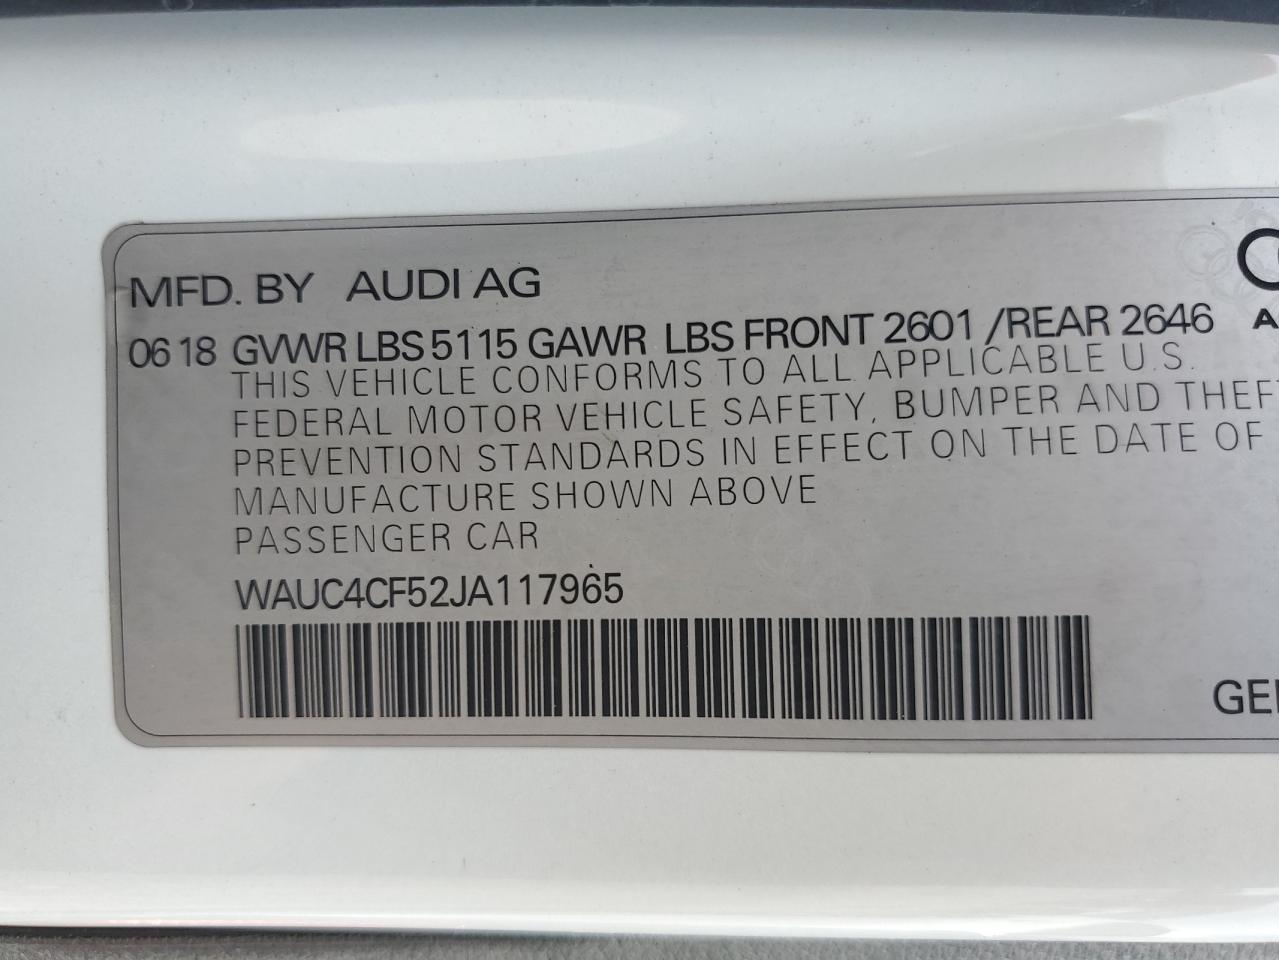 MFD. BY AUDI AG
06 18 GVWR LBS 5115 GAWR LBS FRONT 2601 /REAR 2646
THIS VEHICLE CONFORMS TO ALL APPLICABLE U.S.
FEDERAL MOTOR VEHICLE SAFETY, BUMPER AND THEF
PREVENTION STANDARDS IN EFFECT ON THE DATE OF
MANUFACTURE SHOWN ABOVE
PASSENGER CAR
WAUC4CF52JA117965